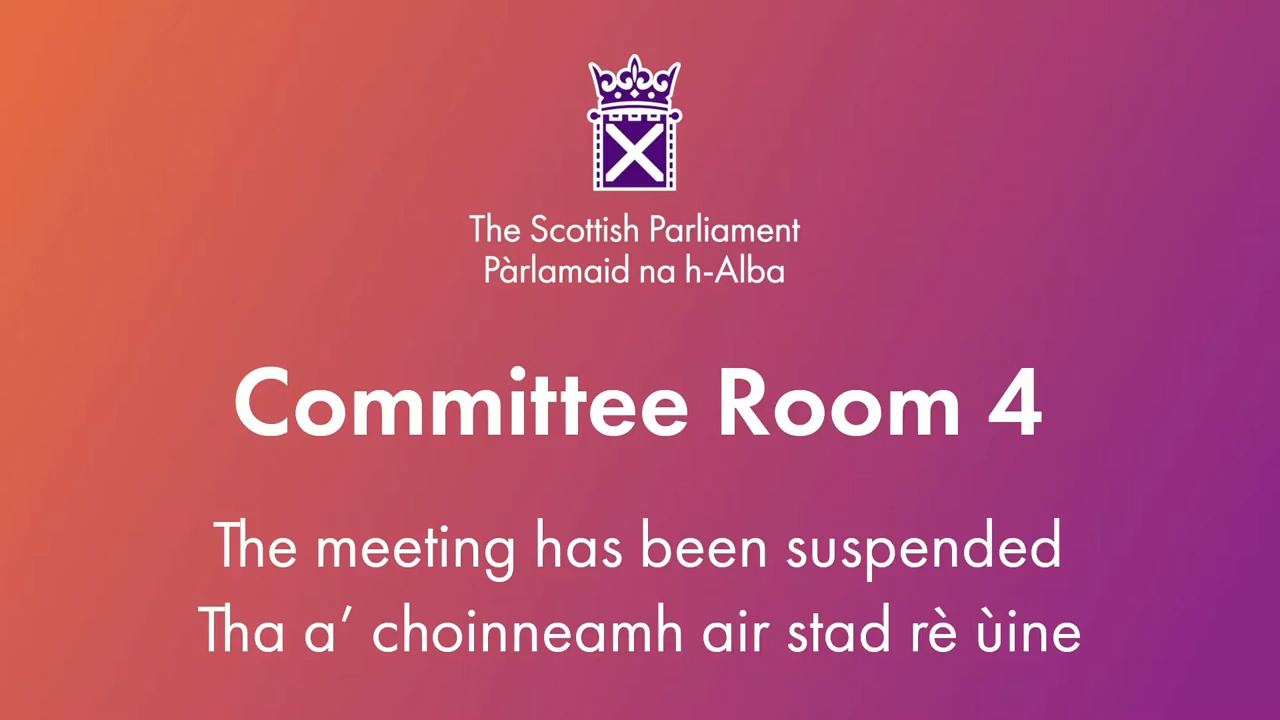 The Scottish Parliament
Pàrlamaid na h-Alba
Committee Room 4
The meeting has been suspended
Tha a’ choinneamh air stad rè ùine